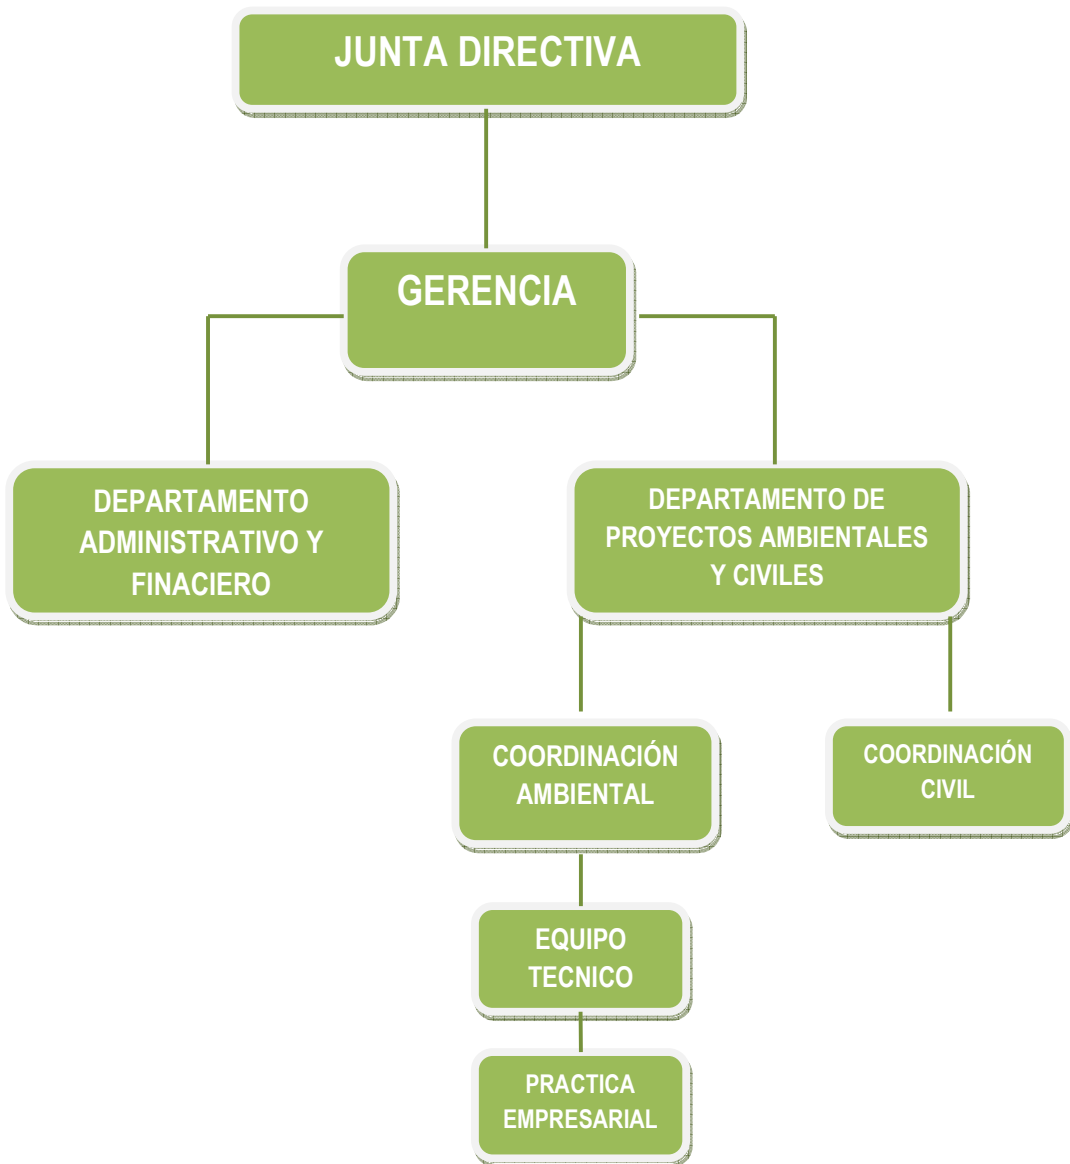 JUNTA DIRECTIVA
GERENCIA
DEPARTAMENTO
ADMINISTRATIVO Y
FINACIERO
DEPARTAMENTO DE
PROYECTOS AMBIENTALES
Y CIVILES
COORDINACIÓN
AMBIENTAL
COORDINACIÓN
CIVIL
EQUIPO
TECNICO
PRACTICA
EMPRESARIAL